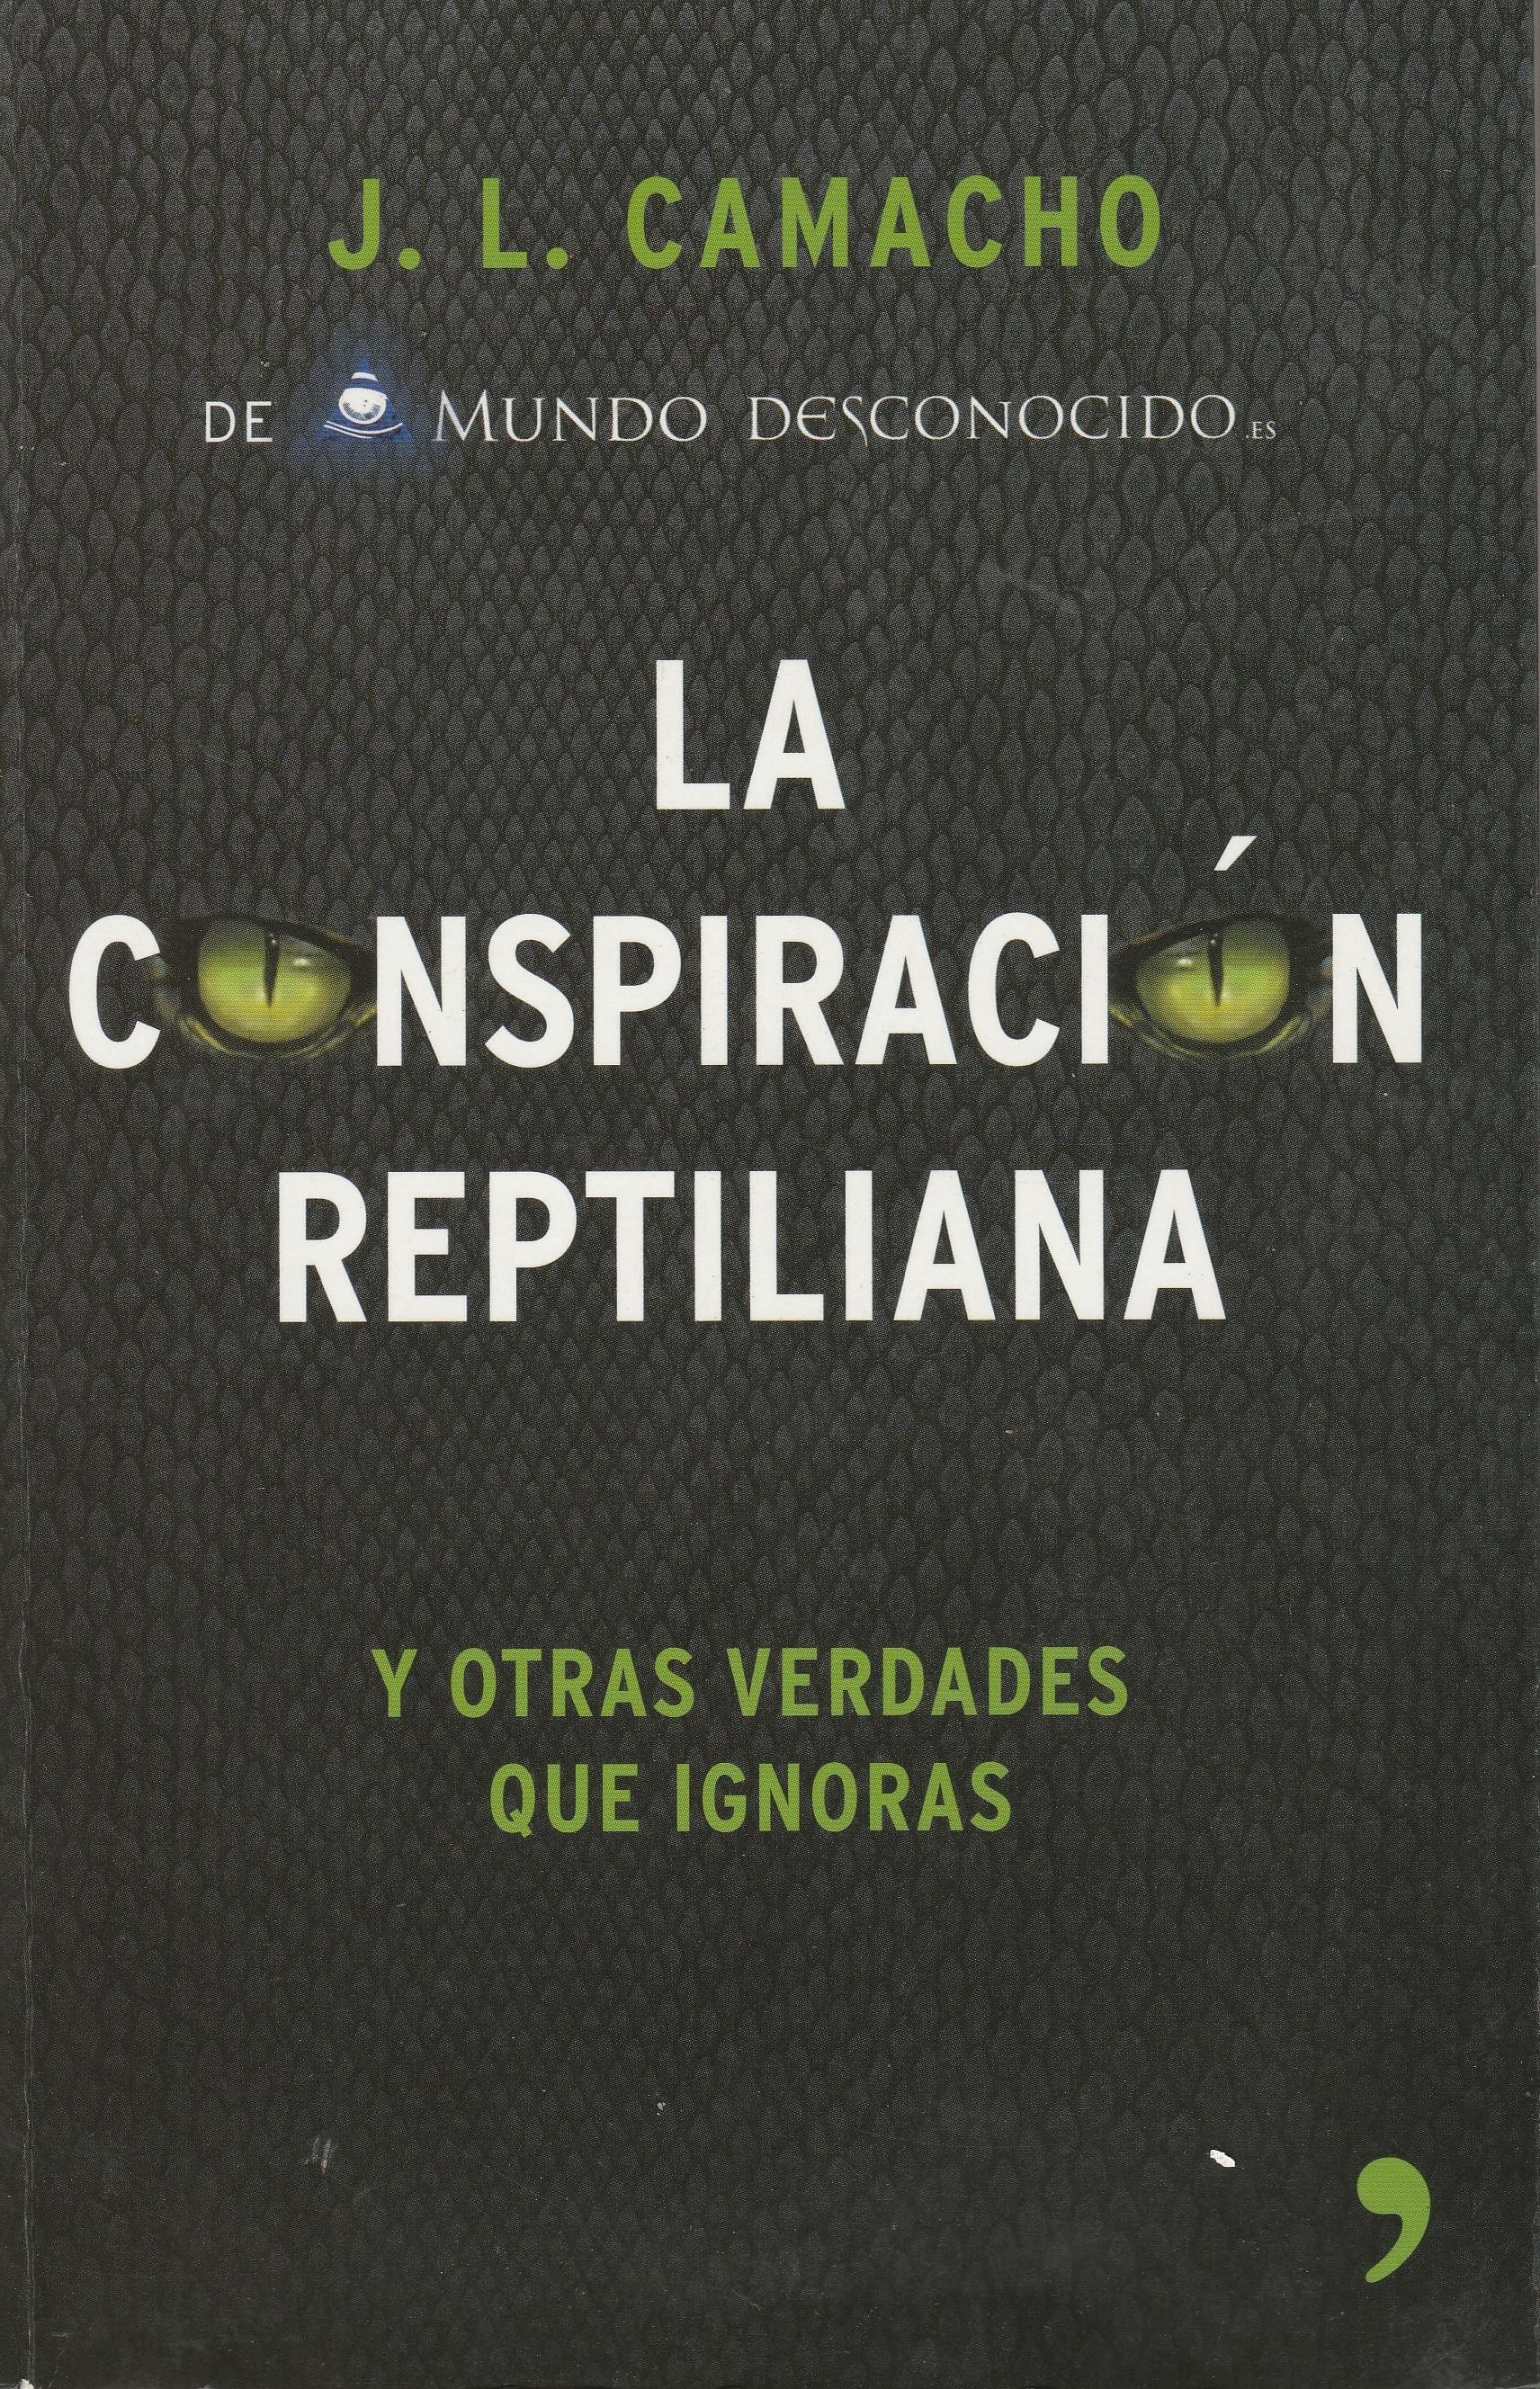 J. L. CAMACHO
DE MUNDO DESCONOCIDO.ES
LA
CONSPIRACIÓN
REPTILIANA
Y OTRAS VERDADES
QUE IGNORAS